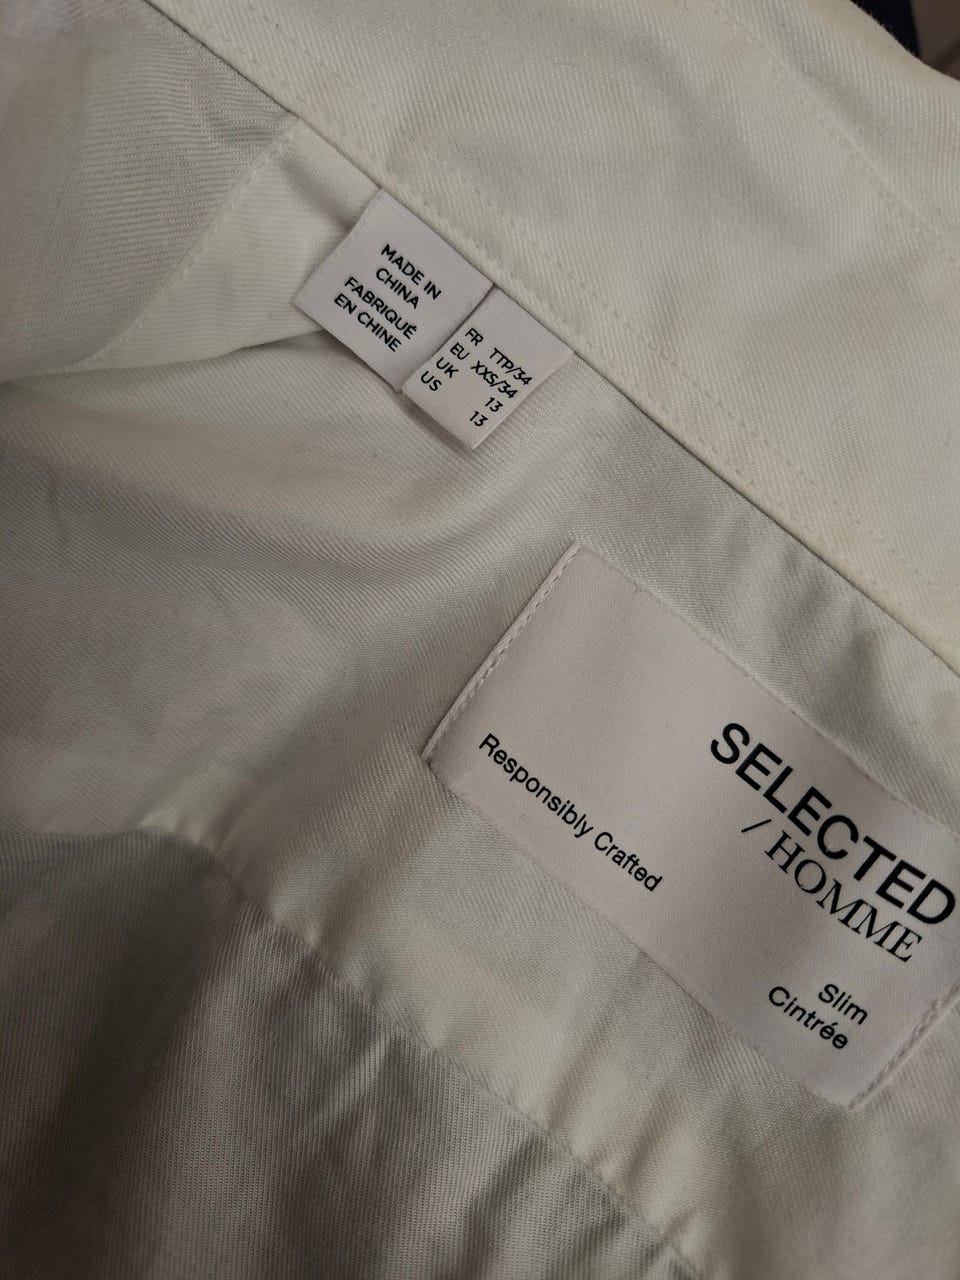 MADE IN
CHINA
FABRIQUÉ
EN CHINE
FR TTP/34
EU XXS/34
UK 13
US 13
SELECTED
/HOMME
Responsibly Crafted
Slim
Cintrée